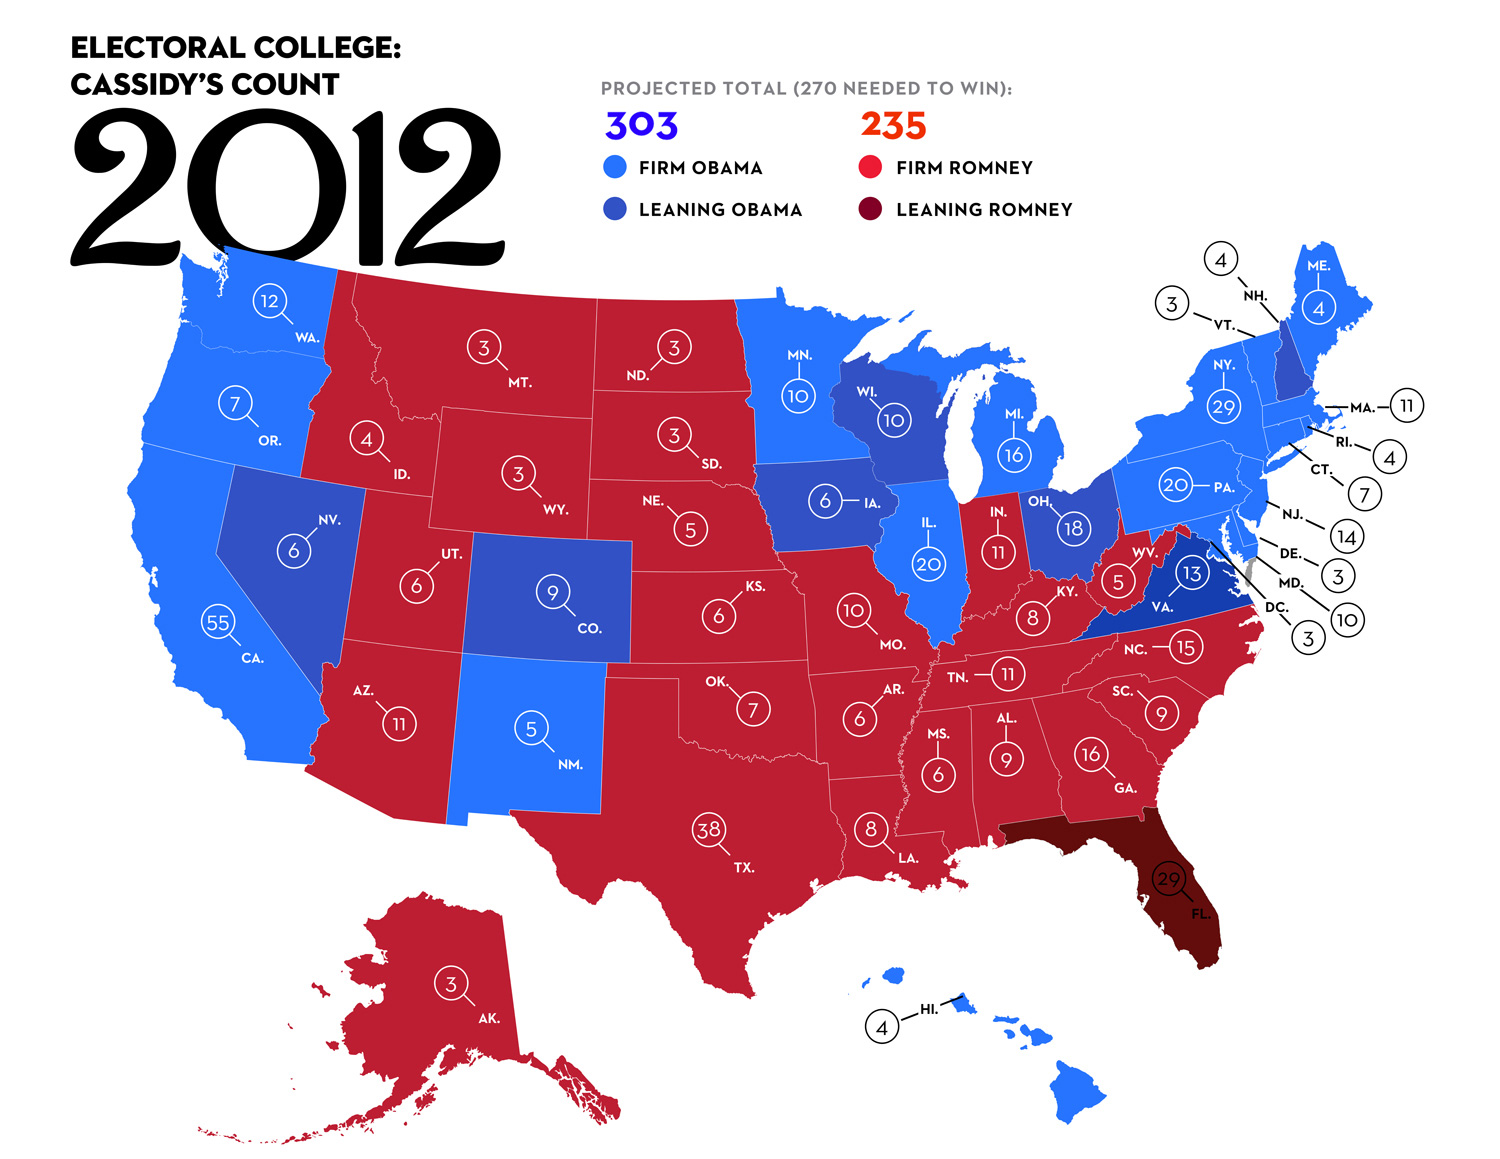 ELECTORAL COLLEGE:
CASSIDY'S COUNT
2012
PROJECTED TOTAL (270 NEEDED TO WIN):
303
235
FIRM OBAMA
FIRM ROMNEY
LEANING OBAMA
LEANING ROMNEY
12
WA.
7
OR.
55
CA.
6
NV.
4
ID.
3
MT.
3
WY.
6
UT.
9
CO.
11
AZ.
5
NM.
3
ND.
3
SD.
NE.
5
KS.
6
OK.
7
38
TX.
MN.
10
6
IA.
10
MO.
AR.
6
8
LA.
WI.
10
IL.
20
MI.
16
IN.
11
OH.
18
KY.
8
TN.
11
MS.
6
AL.
9
16
GA.
29
FL.
SC.
9
NC.
15
VA.
13
WV.
5
20
PA.
NY.
29
3
VT.
4
NH.
ME.
4
MA.
11
RI.
4
CT.
7
NJ.
14
DE.
3
MD.
10
DC.
3
3
AK.
4
HI.